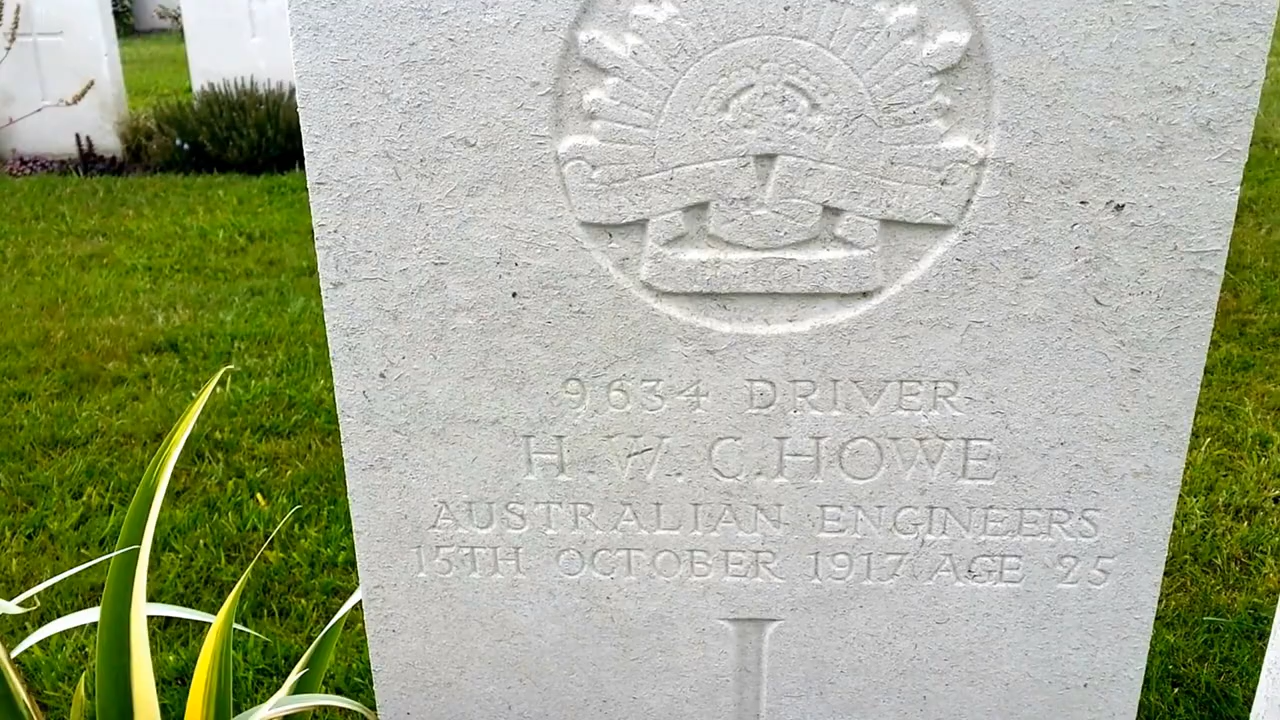 9634 DRIVER
H. W. C. HOWE
AUSTRALIAN ENGINEERS
15TH OCTOBER 1917 AGE 25